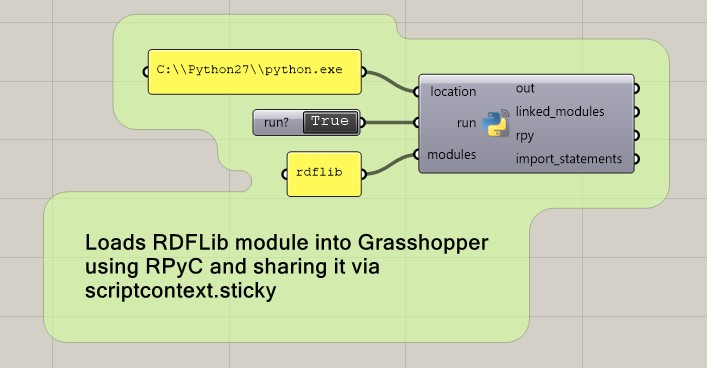 C:\\Python27\\python.exe
run? True
rdflib
location
run
modules
out
linked_modules
rpy
import_statements
Loads RDFLib module into Grasshopper
using RPyC and sharing it via
scriptcontext.sticky